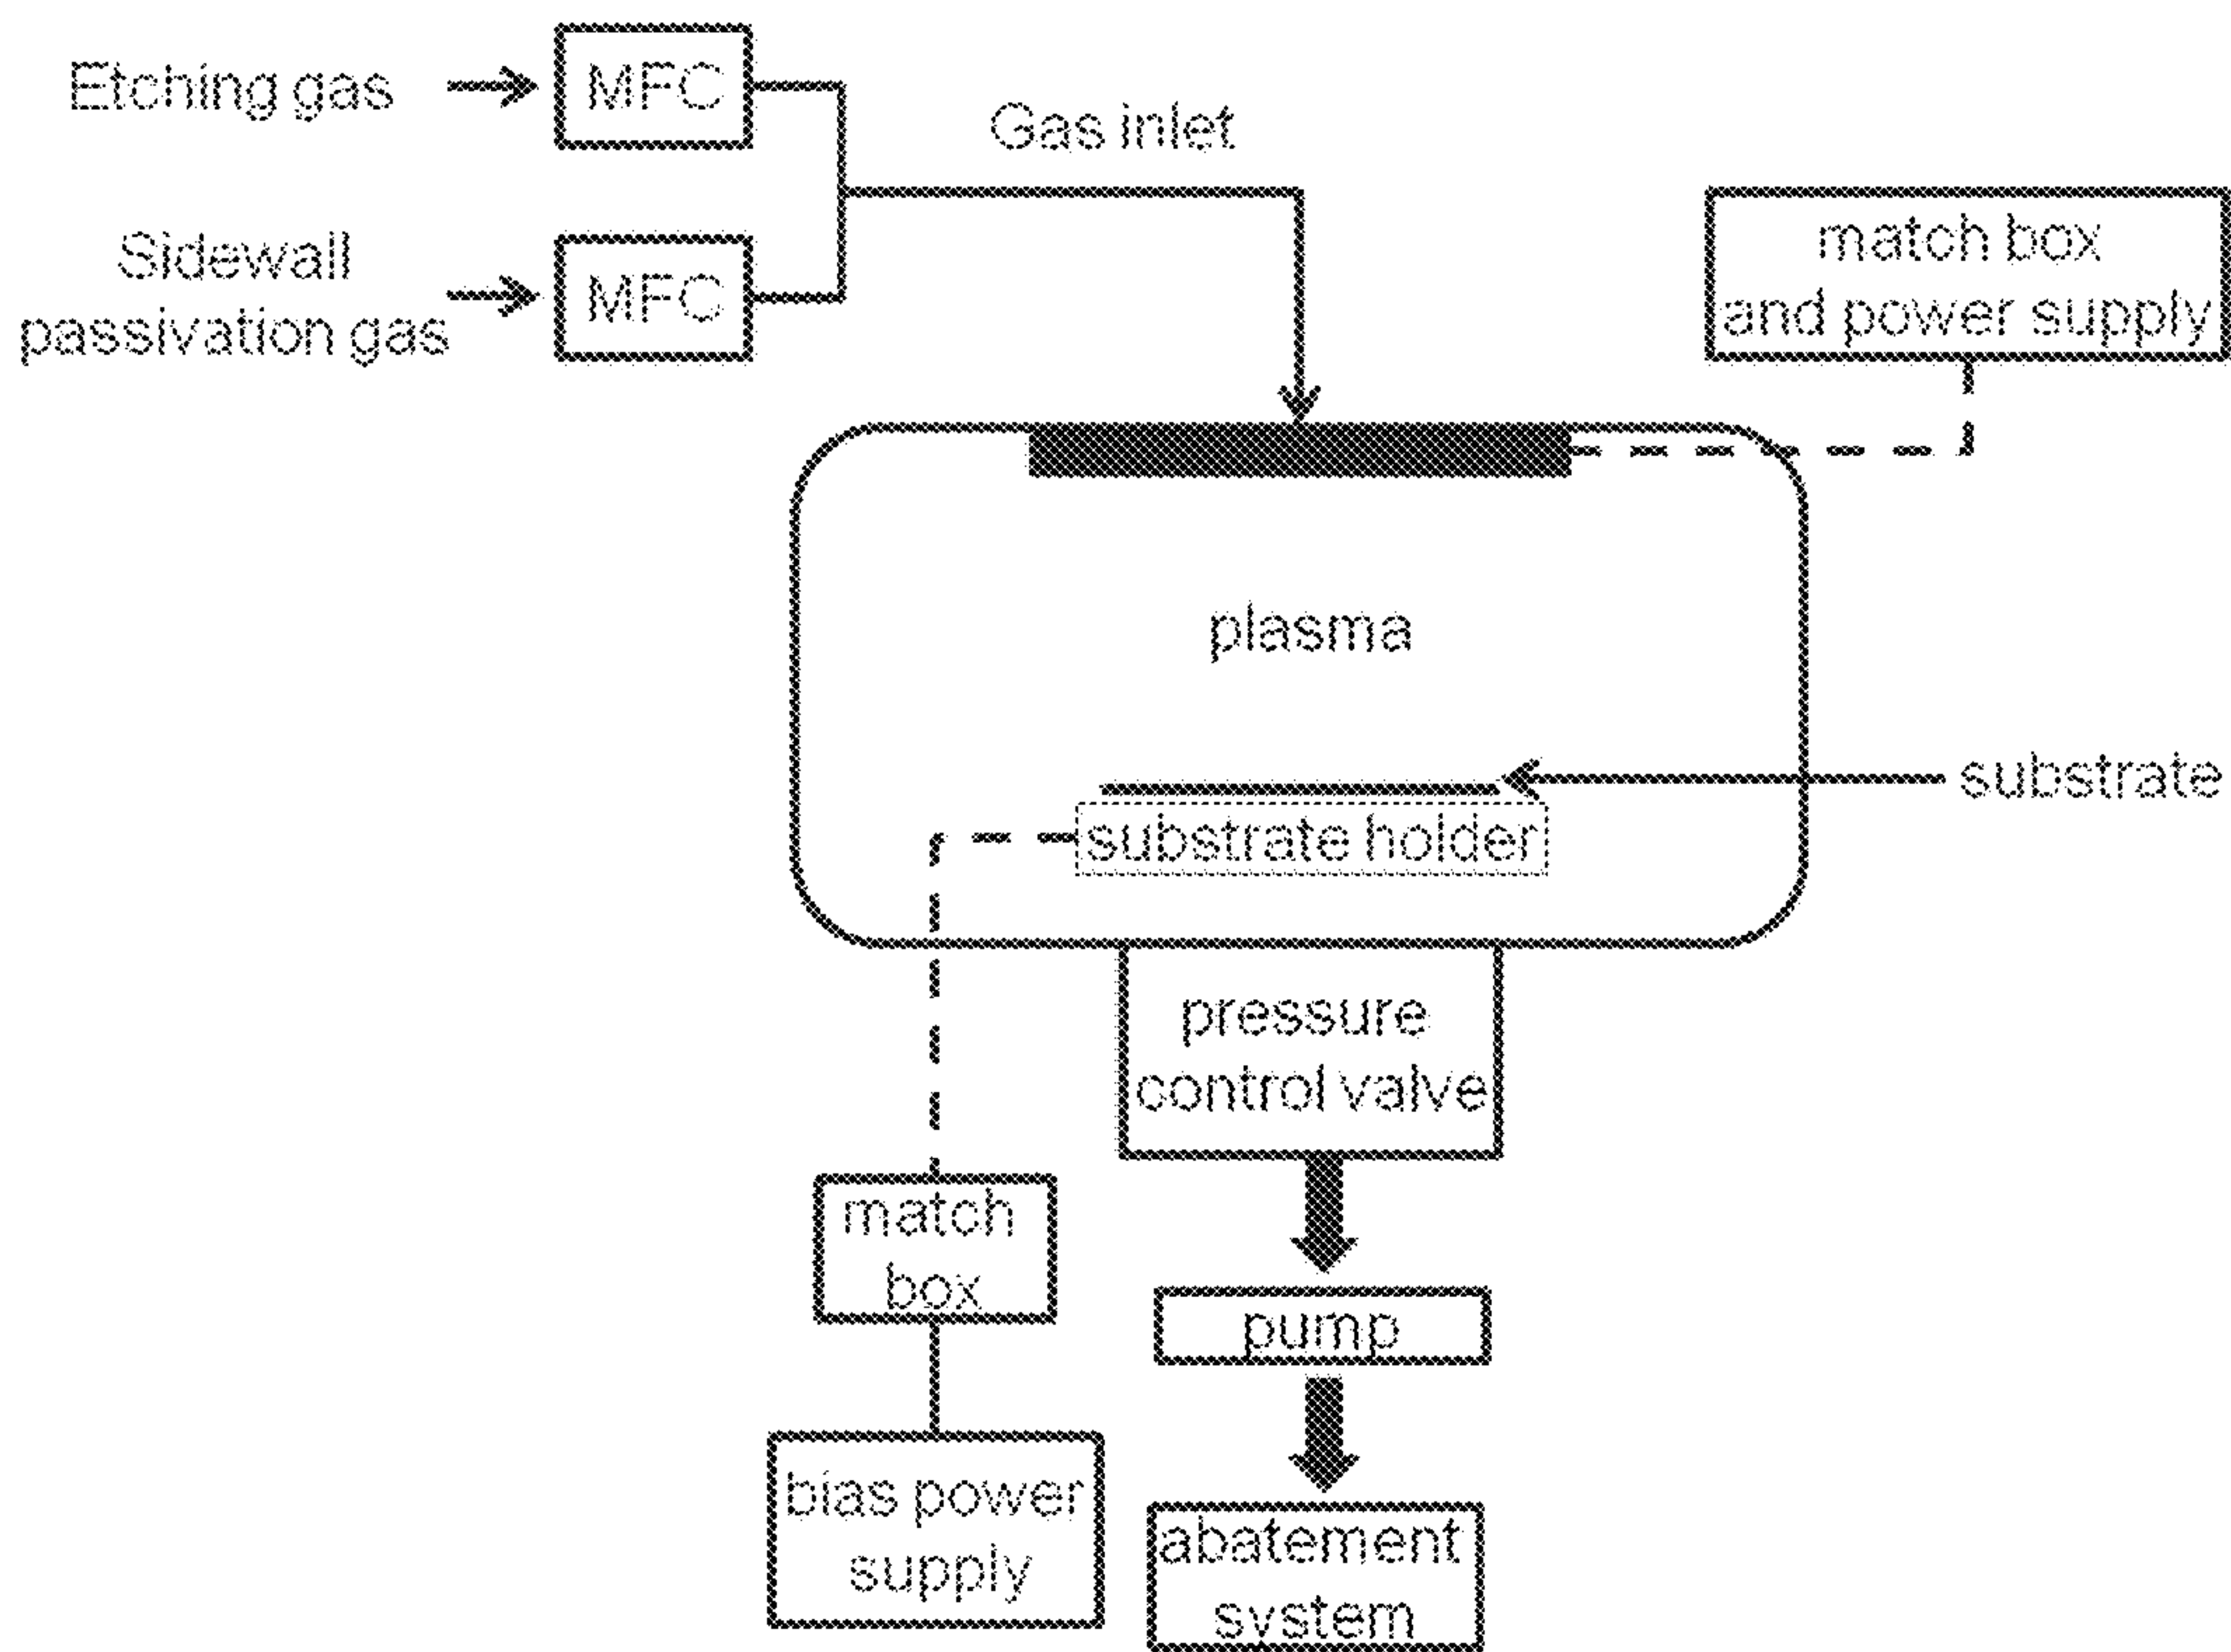 Etching gas
MFC
Gas inlet
Sidewall
passivation gas
MFC
match box
and power supply
plasma
substrate
substrate holder
pressure
control valve
match
box
pump
bias power
supply
abatement
system